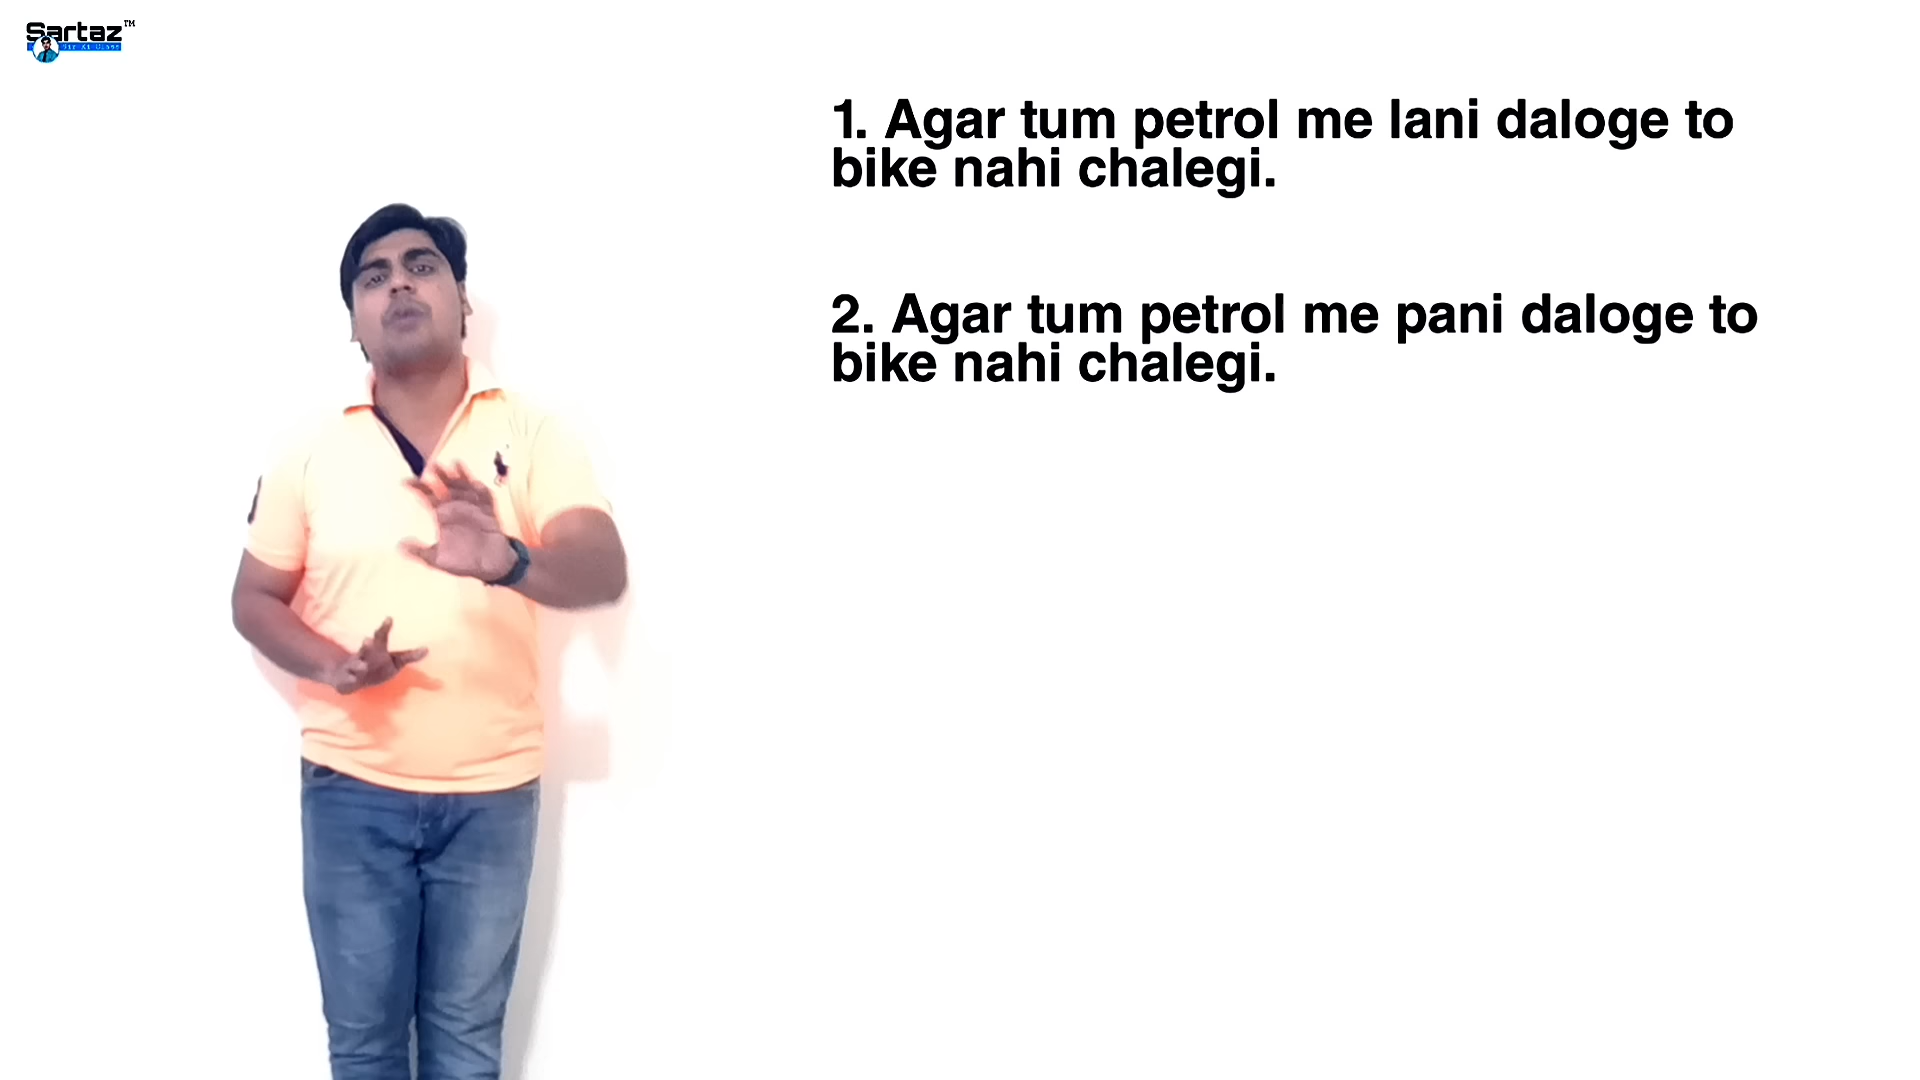 Sartaz™
1. Agar tum petrol me lani daloge to
bike nahi chalegi.
2. Agar tum petrol me pani daloge to
bike nahi chalegi.